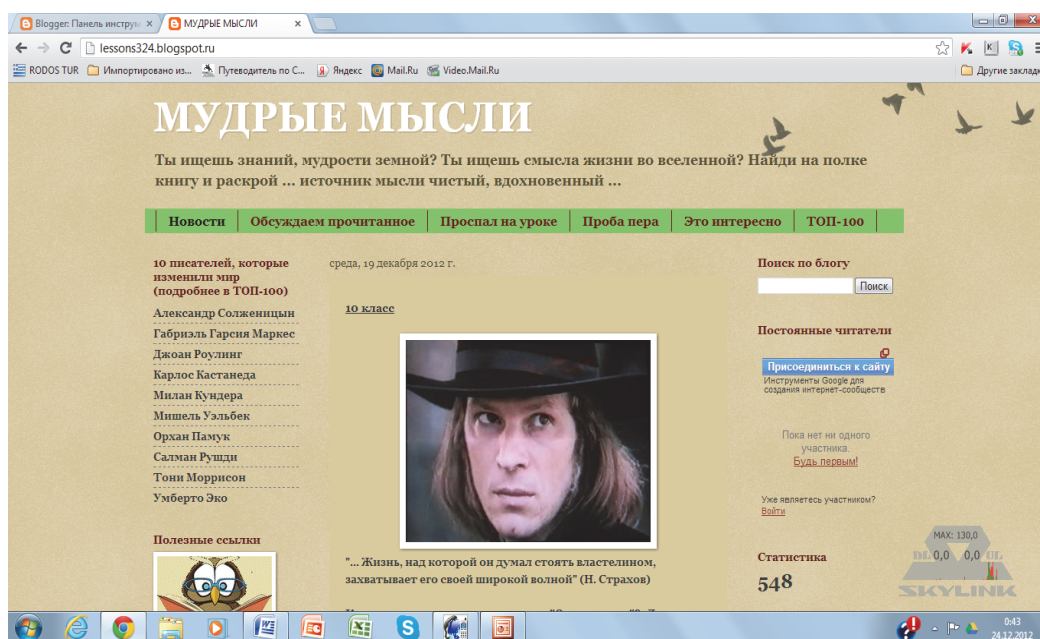 Blogger: Панель инструм
МУДРЫЕ МЫСЛИ
lessons324.blogspot.ru
RODOS TUR
Импортировано из...
Путеводитель по С...
Яндекс
Mail.Ru
Video.Mail.Ru
Другие закладк
МУДРЫЕ МЫСЛИ
Ты ищешь знаний, мудрости земной? Ты ищешь смысла жизни во вселенной? Найди на полке
книгу и раскрой ... источник мысли чистый, вдохновенный ...
Новости
Обсуждаем прочитанное
Проспал на уроке
Проба пера
Это интересно
ТОП-100
10 писателей, которые
изменили мир
(подробнее в ТОП-100)
Александр Солженицын
Габриэль Гарсия Маркес
Джоан Роулинг
Карлос Кастанеда
Милан Кундера
Мишель Уэльбек
Орхан Памук
Салман Рушди
Тони Моррисон
Умберто Эко
Полезные ссылки
среда, 19 декабря 2012 г.
10 класс
"... Жизнь, над которой он думал стоять властелином,
захватывает его своей широкой волной" (Н. Страхов)
Поиск по блогу
Поиск
Постоянные читатели
Присоединиться к сайту
Инструменты Google для
создания интернет-сообществ
Пока нет ни одного
участника.
Будь первым!
Уже являетесь участником?
Войти
Статистика
548
MAX: 130,0
DL 0,0 0,0 UL
SKYLINK
0:43
24.12.2012